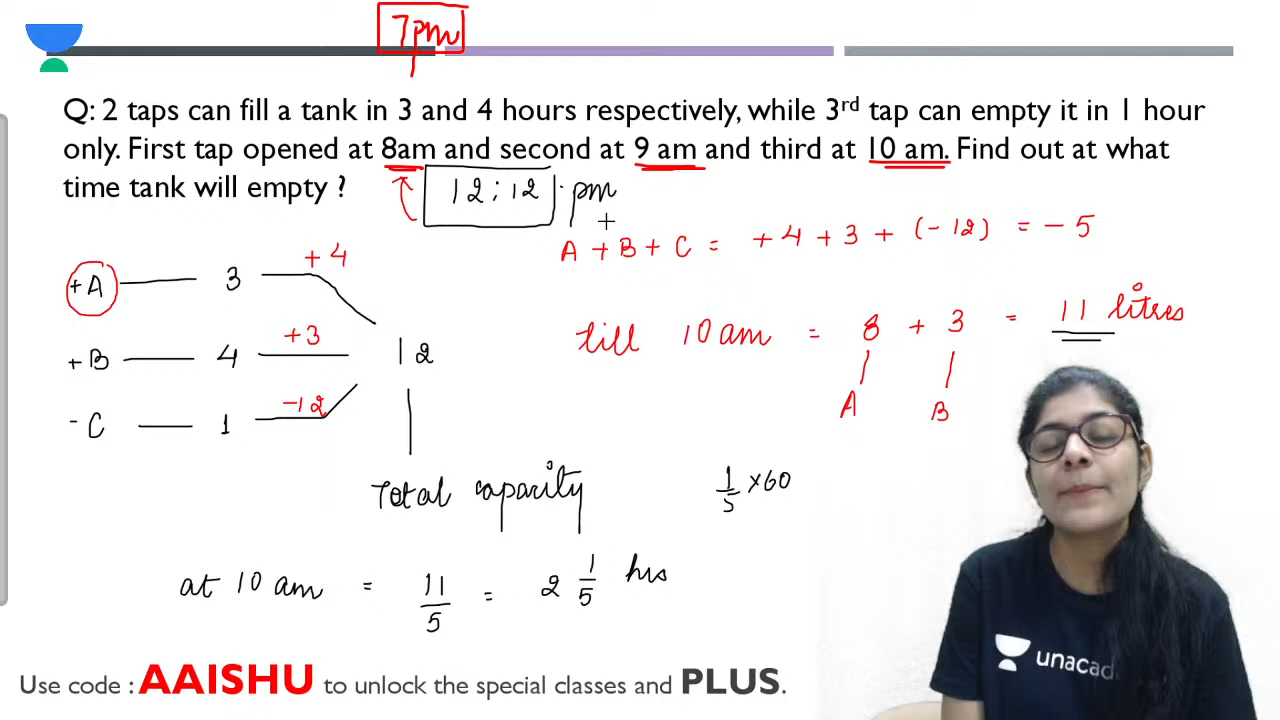 7pm
Q: 2 taps can fill a tank in 3 and 4 hours respectively, while 3rd tap can empty it in 1 hour
only. First tap opened at 8am and second at 9 am and third at 10 am. Find out at what
time tank will empty ?
12:12 pm
A + B + C = +4 + 3 + (-12) = -5
+A 3 +4
+B 4 +3 12
-C 1 -12
till 10 am = 8 + 3 = 11 litres
A B
Total capacity
1/5 × 60
at 10 am = 11/5 = 2 1/5 hrs
unacad
Use code : AAISHU to unlock the special classes and PLUS.